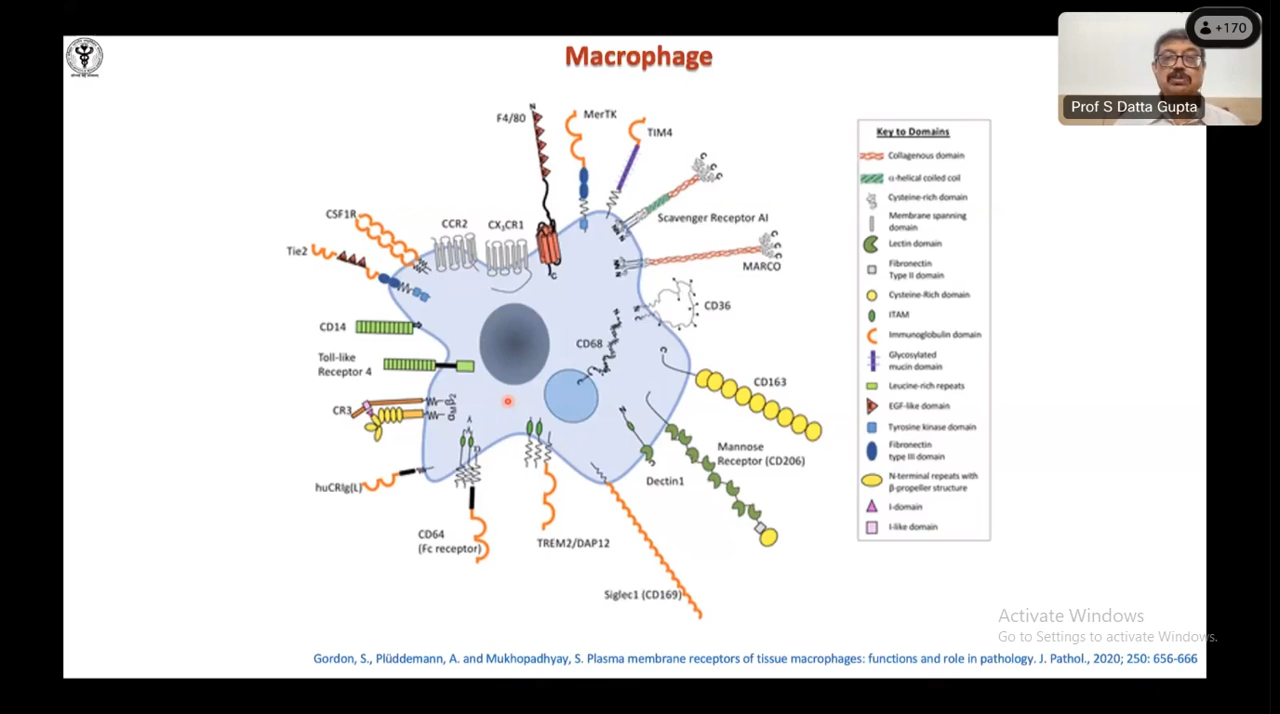 +170
Prof S Datta Gupta
Macrophage
F4/80
N
MerTK
TIM4
C
C
C
CSF1R
CCR2
CX3CR1
Scavenger Receptor AI
N
N
N
Tie2
C
C
C
C
MARCO
N
N
N
CD36
N
C
CD14
CD68
N
C
Toll-like
Receptor 4
C
CD163
CR3
αMβ2
N
Mannose
Receptor (CD206)
Dectin1
huCRIg(L)
CD64
(Fc receptor)
TREM2/DAP12
Siglec1 (CD169)
Key to Domains
Collagenous domain
α-helical coiled coil
Cysteine-rich domain
Membrane spanning
domain
Lectin domain
Fibronectin
Type II domain
Cysteine-Rich domain
ITAM
Immunoglobulin domain
Glycosylated
mucin domain
Leucine-rich repeats
EGF-like domain
Tyrosine kinase domain
Fibronectin
type III domain
N-terminal repeats with
β-propeller structure
I-domain
I-like domain
Activate Windows
Go to Settings to activate Windows.
Gordon, S., Plüddemann, A. and Mukhopadhyay, S. Plasma membrane receptors of tissue macrophages: functions and role in pathology. J. Pathol., 2020; 250: 656-666